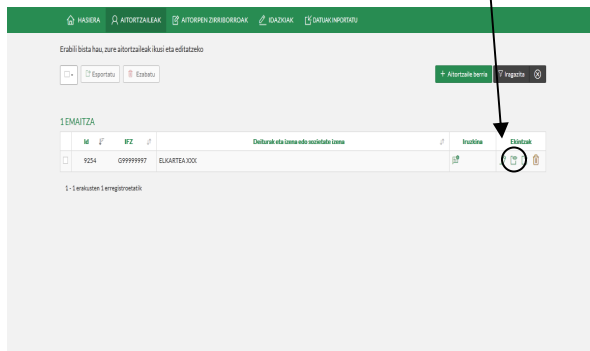 HASIERA AITORTZAILEAK AITORPEN ZIRRIBORROAK IDAZKIAK DATUAK INPORTATU
Erabili bista hau, zure aitortzaileak ikusi eta editatzeko
Esportatu Ezabatu + Aitortzaile berria Iragazita
1 EMAITZA
Id IFZ Deiturak eta izena edo sozietate izena Iruzkina Ekintzak
9254 G99999997 ELKARTEA XXX
1 - 1 erakusten 1 erregistroetatik